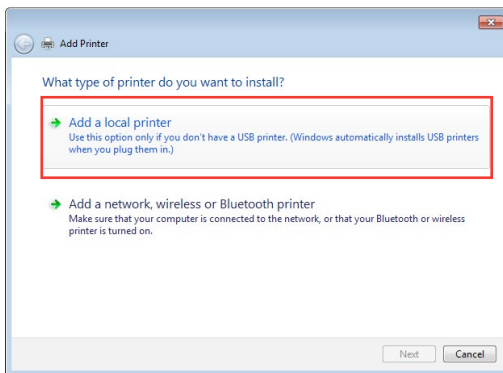 Add Printer
What type of printer do you want to install?
Add a local printer
Use this option only if you don't have a USB printer. (Windows automatically installs USB printers
when you plug them in.)
Add a network, wireless or Bluetooth printer
Make sure that your computer is connected to the network, or that your Bluetooth or wireless
printer is turned on.
Next Cancel